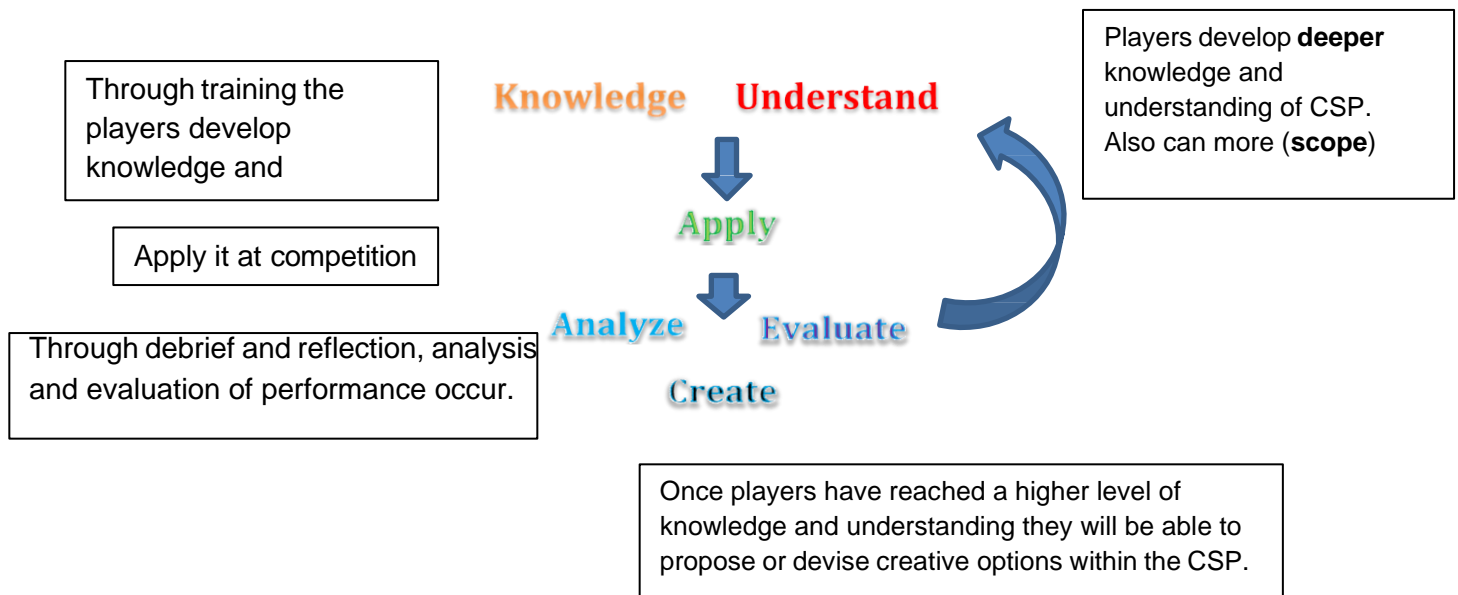 Through training the
players develop
knowledge and
Knowledge Understand
Players develop deeper
knowledge and
understanding of CSP.
Also can more (scope)
Apply
Apply it at competition
Analyze Evaluate
Through debrief and reflection, analysis
and evaluation of performance occur.
Create
Once players have reached a higher level of
knowledge and understanding they will be able to
propose or devise creative options within the CSP.